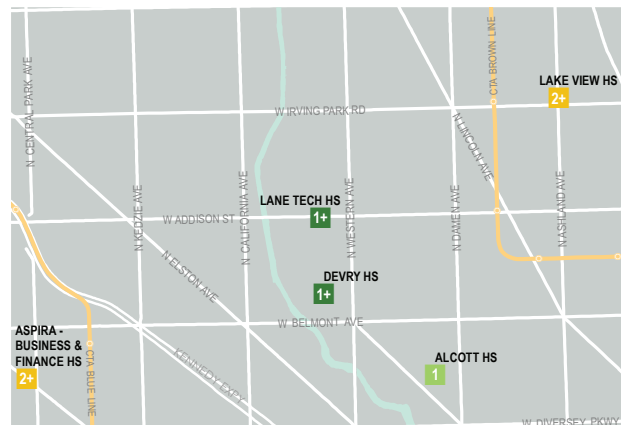 CTA BROWN LINE
N CENTRAL PARK AVE
LAKE VIEW HS
2+
W IRVING PARK RD
N LINCOLN AVE
N KEDZIE AVE
N CALIFORNIA AVE
LANE TECH HS
1+
W ADDISON ST
N WESTERN AVE
N DAMEN AVE
N ASHLAND AVE
N ELSTON AVE
DEVRY HS
1+
W BELMONT AVE
ASPIRA -
BUSINESS &
FINANCE HS
2+
CTA BLUE LINE
KENNEDY EXPY
ALCOTT HS
1
W DIVERSEY PKWY